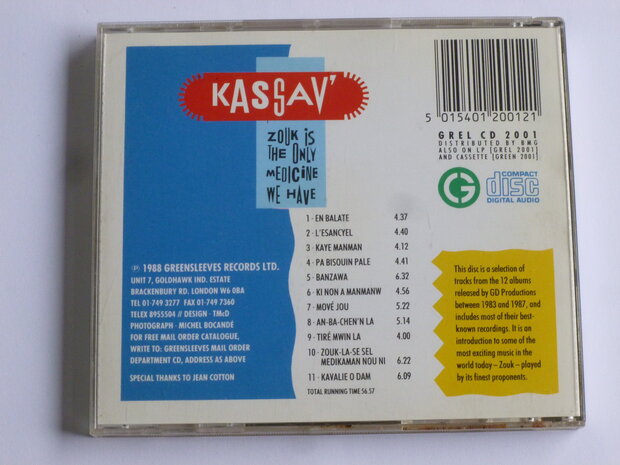 KASSAV'
ZOUK IS
THE ONLY
MEDICINE
WE HAVE
5 015401 200121
GREL CD 2001
DISTRIBUTED BY BMG
ALSO ON LP [GREL 2001]
AND CASSETTE [GREEN 2001]
G
COMPACT
disc
DIGITAL AUDIO
1 · EN BALATE 4.37
2 · L'ESANCYEL 4.40
3 · KAYE MANMAN 4.12
4 · PA BISOUIN PALE 4.41
5 · BANZAWA 6.32
6 · KI NON A MANMANW 4.56
7 · MOVÉ JOU 5.22
8 · AN-BA-CHEN'N LA 5.14
9 · TIRÉ MWIN LA 4.00
10 · ZOUK-LA-SE SEL
MEDIKAMAN NOU NI 6.22
11 · KAVALIE O DAM 6.09
TOTAL RUNNING TIME 56.57
℗ 1988 GREENSLEEVES RECORDS LTD.
UNIT 7, GOLDHAWK IND. ESTATE
BRACKENBURY RD. LONDON W6 0BA
TEL 01-749 3277 FAX 01-749 7360
TELEX 8955504 // DESIGN · TMcD
PHOTOGRAPH · MICHEL BOCANDÉ
FOR FREE MAIL ORDER CATALOGUE,
WRITE TO: GREENSLEEVES MAIL ORDER
DEPARTMENT CD, ADDRESS AS ABOVE
SPECIAL THANKS TO JEAN COTTON
This disc is a selection of
tracks from the 12 albums
released by GD Productions
between 1983 and 1987, and
includes most of their best-
known recordings. It is an
introduction to some of the
most exciting music in the
world today – Zouk – played
by its finest proponents.